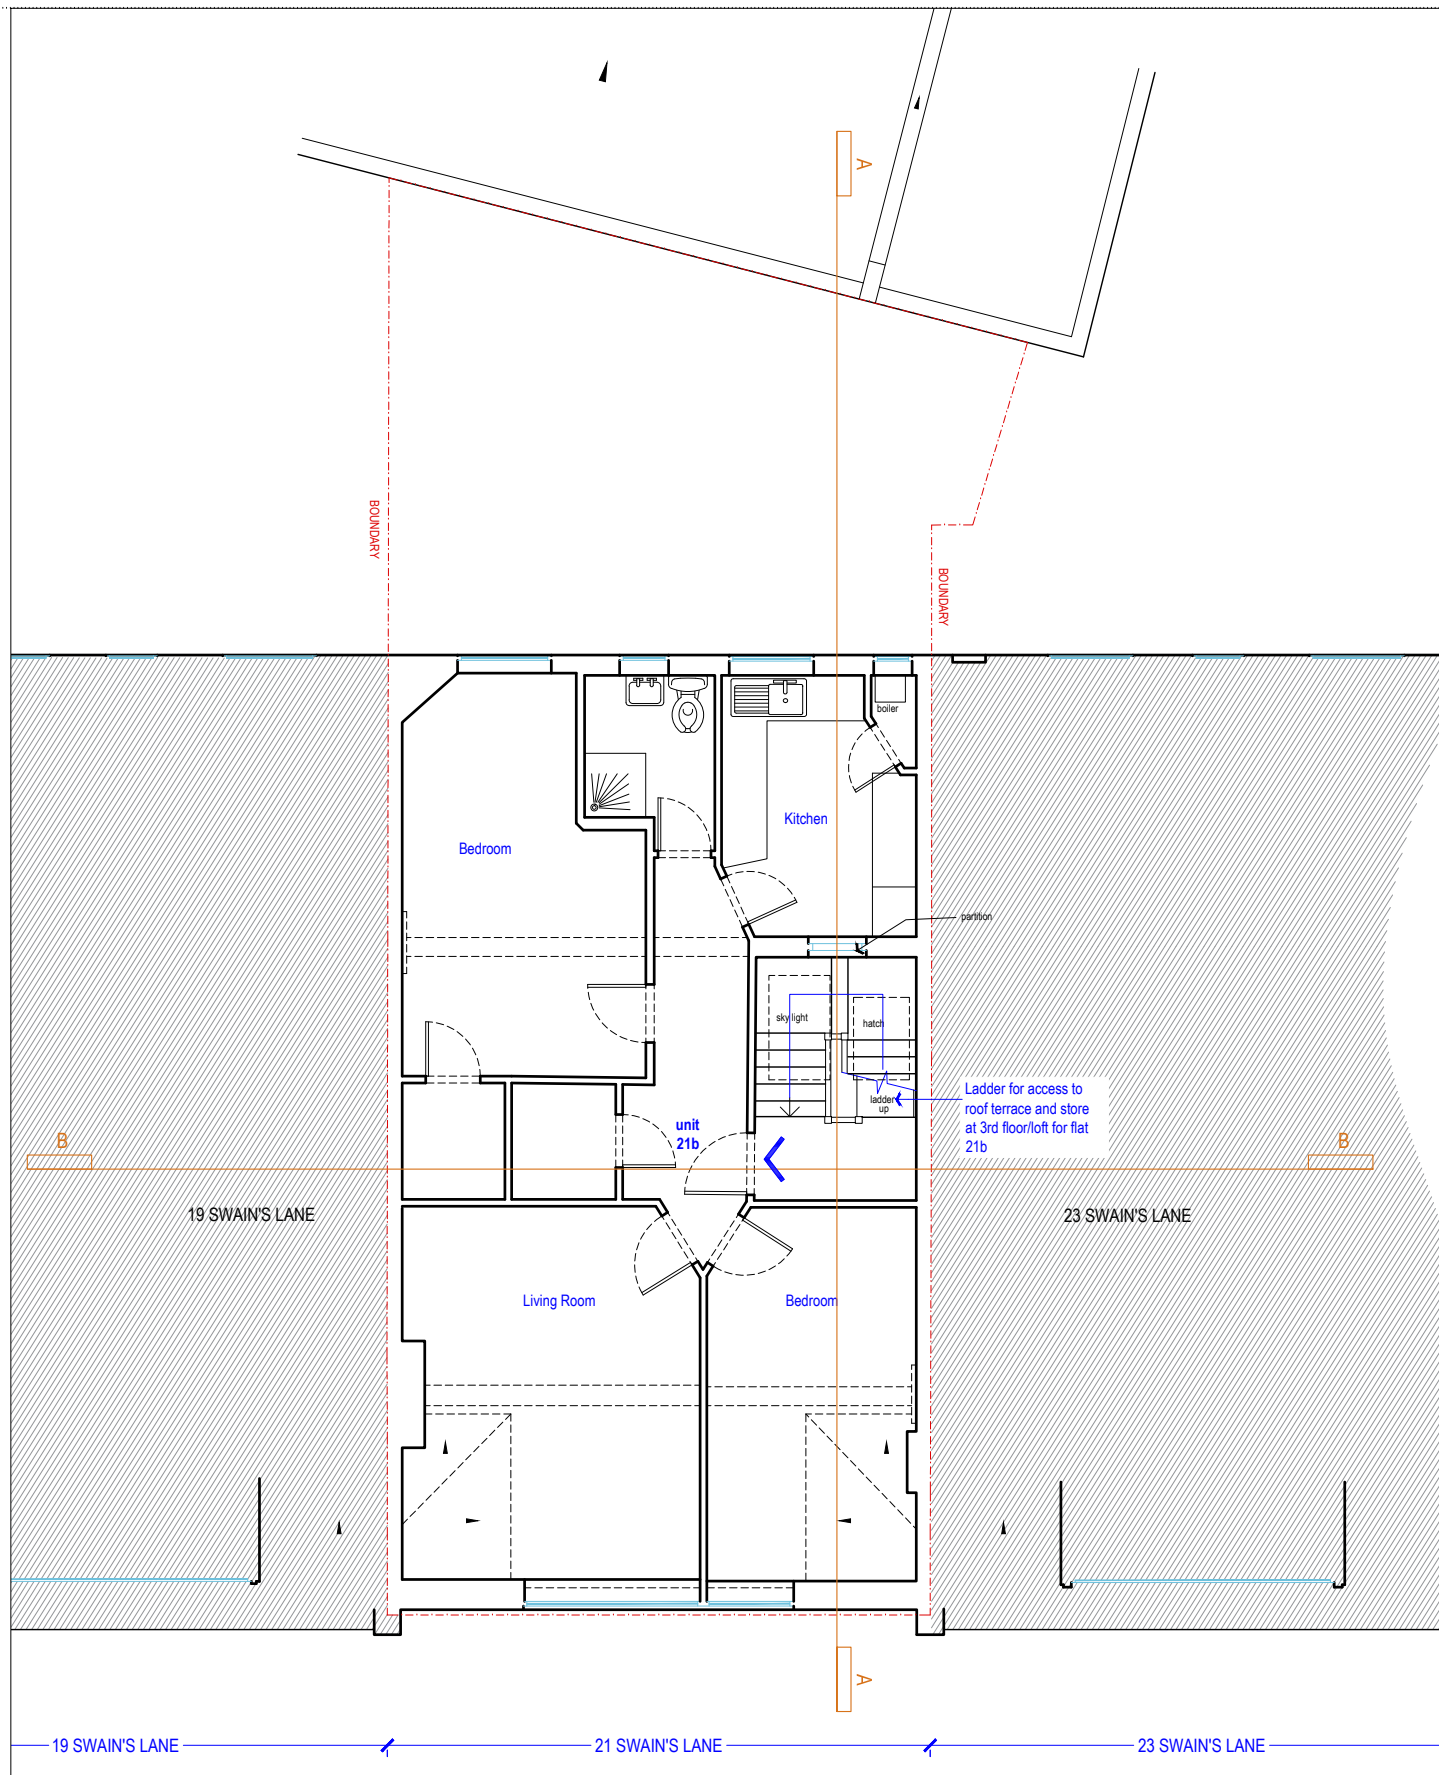 A
BOUNDARY
BOUNDARY
boiler
Kitchen
Bedroom
partition
sky light
hatch
ladder
up
Ladder for access to
roof terrace and store
at 3rd floor/loft for flat
21b
unit
21b
B
B
19 SWAIN'S LANE
23 SWAIN'S LANE
Living Room
Bedroom
A
19 SWAIN'S LANE
21 SWAIN'S LANE
23 SWAIN'S LANE